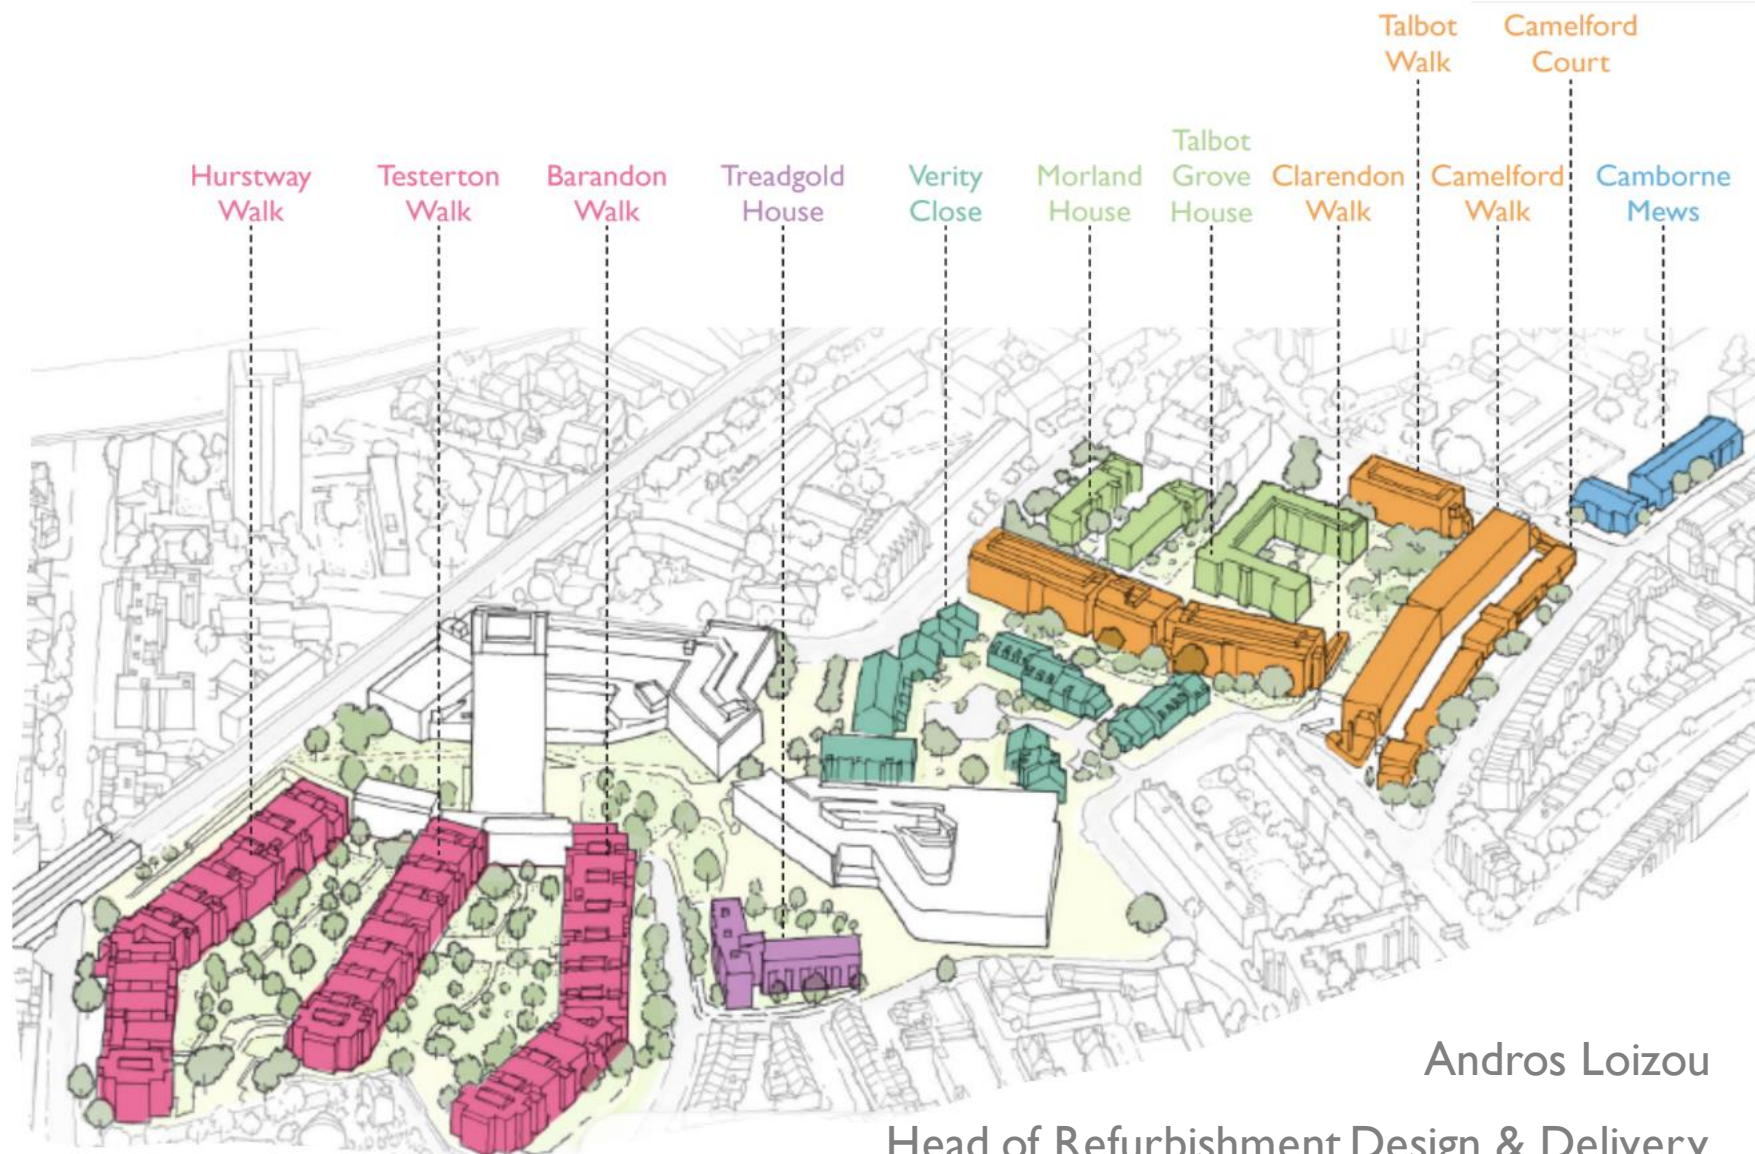 Talbot
Walk
Camelford
Court
Hurstway
Walk
Testerton
Walk
Barandon
Walk
Treadgold
House
Verity
Close
Morland
House
Talbot
Grove
House
Clarendon
Walk
Camelford
Walk
Camborne
Mews
Andros Loizou
Head of Refurbishment Design & Delivery